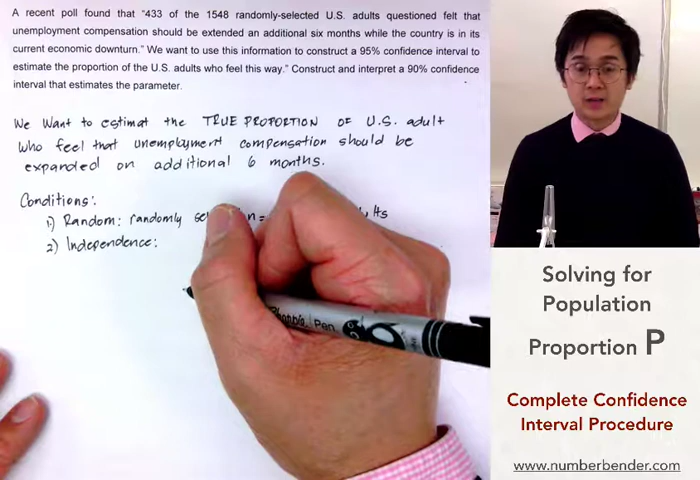 A recent poll found that "433 of the 1548 randomly-selected U.S. adults questioned felt that
unemployment compensation should be extended an additional six months while the country is in its
current economic downturn." We want to use this information to construct a 95% confidence interval to
estimate the proportion of the U.S. adults who feel this way." Construct and interpret a 90% confidence
interval that estimates the parameter.
We Want to estimat the TRUE PROPORTION OF U.S. adult
who feel that unemployment compensation should be
expanded on additional 6 months.
Conditions:
1) Random: randomly n=
2) Independence:
Pen
Solving for
Population
Proportion P
Complete Confidence
Interval Procedure
www.numberbender.com